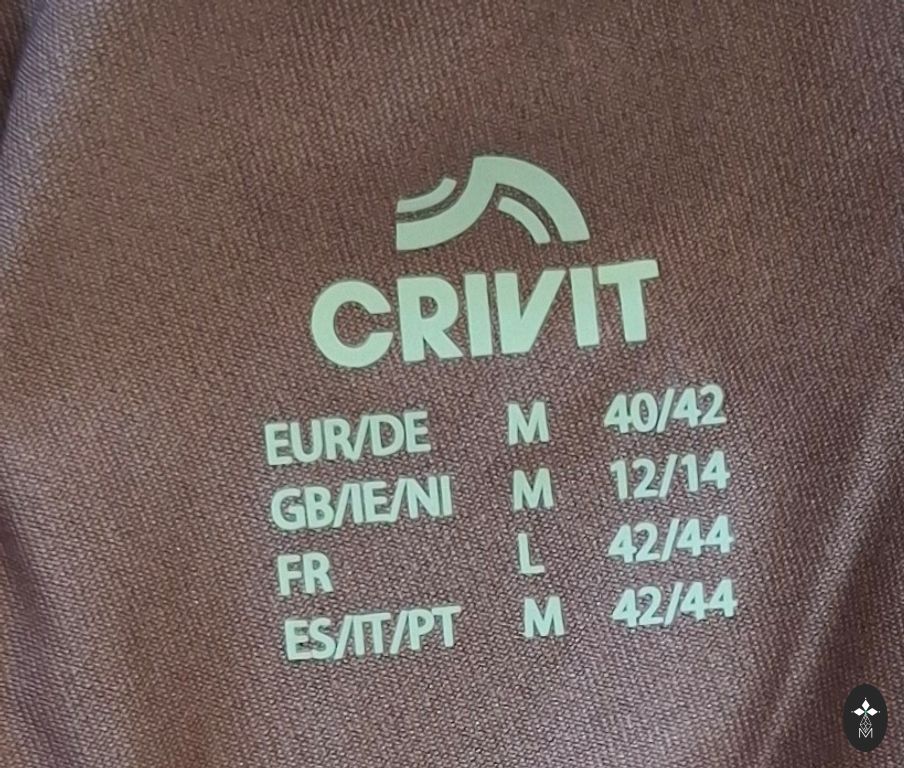 CRIVIT
EUR/DE M 40/42
GB/IE/NI M 12/14
FR L 42/44
ES/IT/PT M 42/44
M